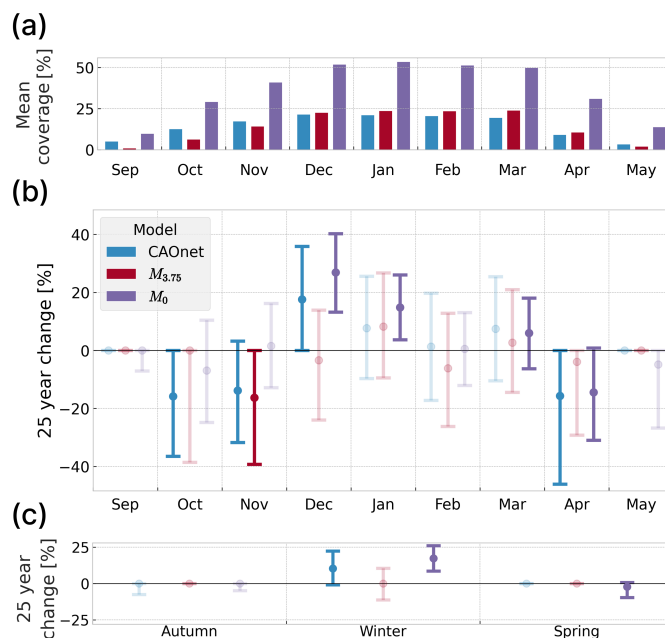 (a)
Mean
coverage [%]
50
25
0
Sep Oct Nov Dec Jan Feb Mar Apr May
(b)
25 year change [%]
40
20
0
−20
−40
Model
CAOnet
M3.75
M0
Sep Oct Nov Dec Jan Feb Mar Apr May
(c)
25 year
change [%]
25
0
−25
Autumn Winter Spring